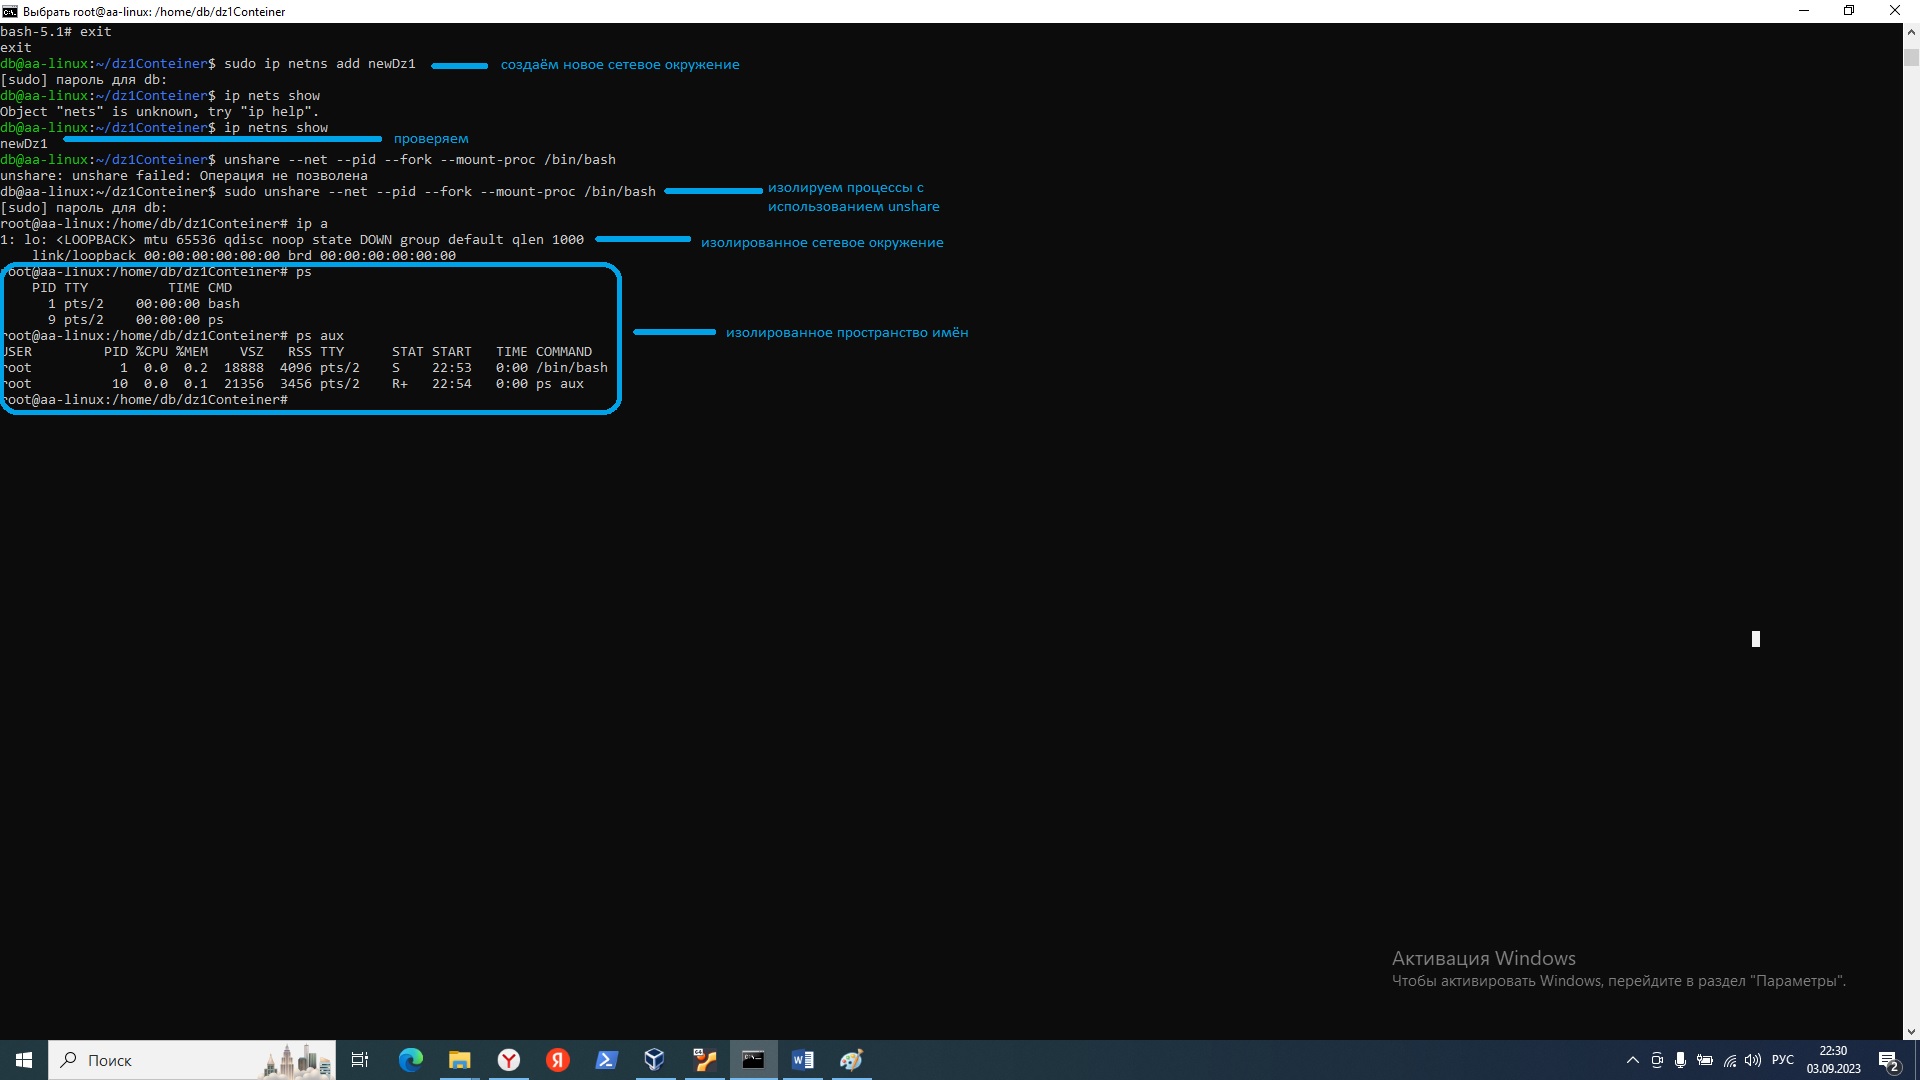 Выбрать root@aa-linux: /home/db/dz1Conteiner
bash-5.1# exit
exit
db@aa-linux:~/dz1Conteiner$ sudo ip netns add newDz1 создаём новое сетевое окружение
[sudo] пароль для db:
db@aa-linux:~/dz1Conteiner$ ip nets show
Object "nets" is unknown, try "ip help".
db@aa-linux:~/dz1Conteiner$ ip netns show
newDz1 проверяем
db@aa-linux:~/dz1Conteiner$ unshare --net --pid --fork --mount-proc /bin/bash
unshare: unshare failed: Операция не позволена
db@aa-linux:~/dz1Conteiner$ sudo unshare --net --pid --fork --mount-proc /bin/bash изолируем процессы с
использованием unshare
[sudo] пароль для db:
root@aa-linux:/home/db/dz1Conteiner# ip a
1: lo: <LOOPBACK> mtu 65536 qdisc noop state DOWN group default qlen 1000 изолированное сетевое окружение
link/loopback 00:00:00:00:00:00 brd 00:00:00:00:00:00
root@aa-linux:/home/db/dz1Conteiner# ps
PID TTY TIME CMD
1 pts/2 00:00:00 bash
9 pts/2 00:00:00 ps
изолированное пространство имён
root@aa-linux:/home/db/dz1Conteiner# ps aux
USER PID %CPU %MEM VSZ RSS TTY STAT START TIME COMMAND
root 1 0.0 0.2 18888 4096 pts/2 S 22:53 0:00 /bin/bash
root 10 0.0 0.1 21356 3456 pts/2 R+ 22:54 0:00 ps aux
root@aa-linux:/home/db/dz1Conteiner#
Активация Windows
Чтобы активировать Windows, перейдите в раздел "Параметры".
Поиск
РУС
22:30
03.09.2023
2